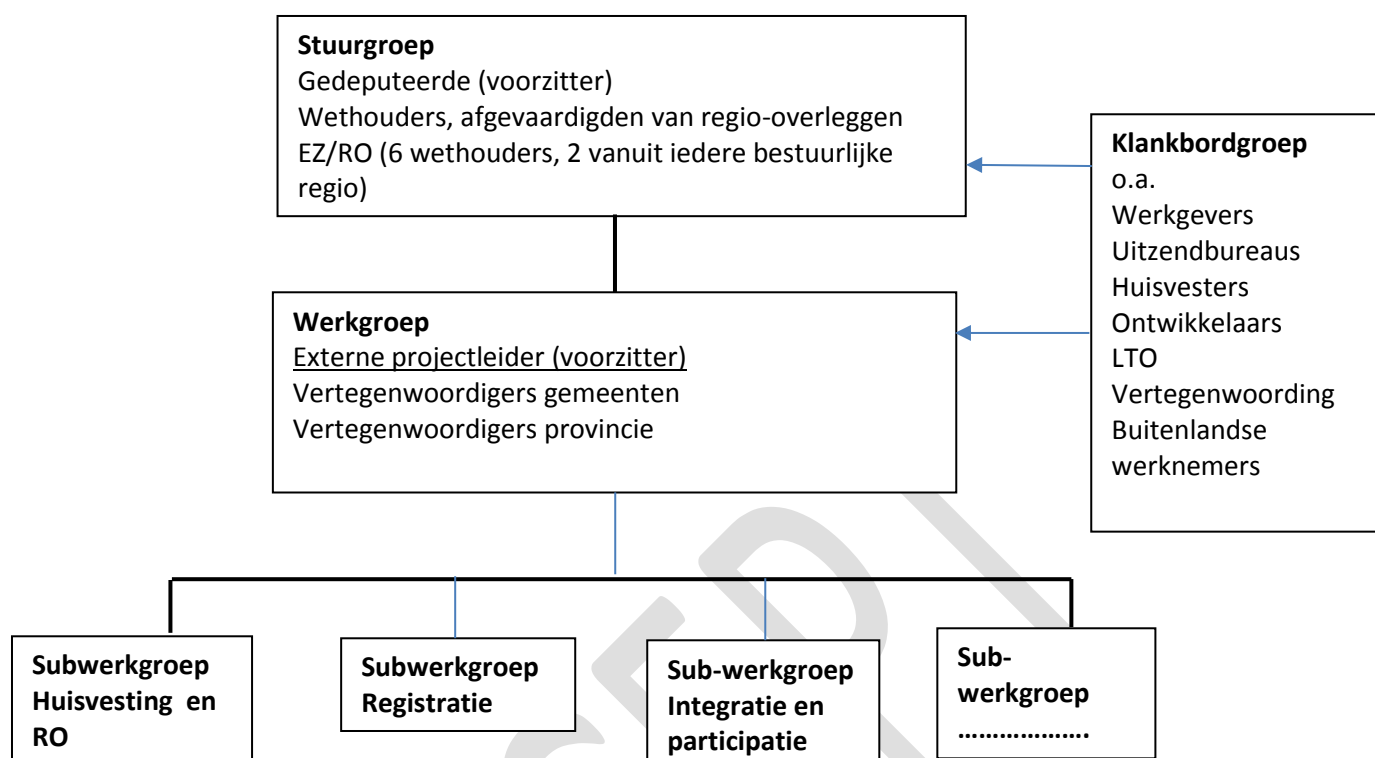 Stuurgroep
Gedeputeerde (voorzitter)
Wethouders, afgevaardigden van regio-overleggen
EZ/RO (6 wethouders, 2 vanuit iedere bestuurlijke
regio)
Klankbordgroep
o.a.
Werkgevers
Uitzendbureaus
Huisvesters
Ontwikkelaars
LTO
Vertegenwoording
Buitenlandse
werknemers
Werkgroep
Externe projectleider (voorzitter)
Vertegenwoordigers gemeenten
Vertegenwoordigers provincie
Subwerkgroep
Huisvesting en
RO
Subwerkgroep
Registratie
Sub-werkgroep
Integratie en
participatie
Sub-
werkgroep
………………….